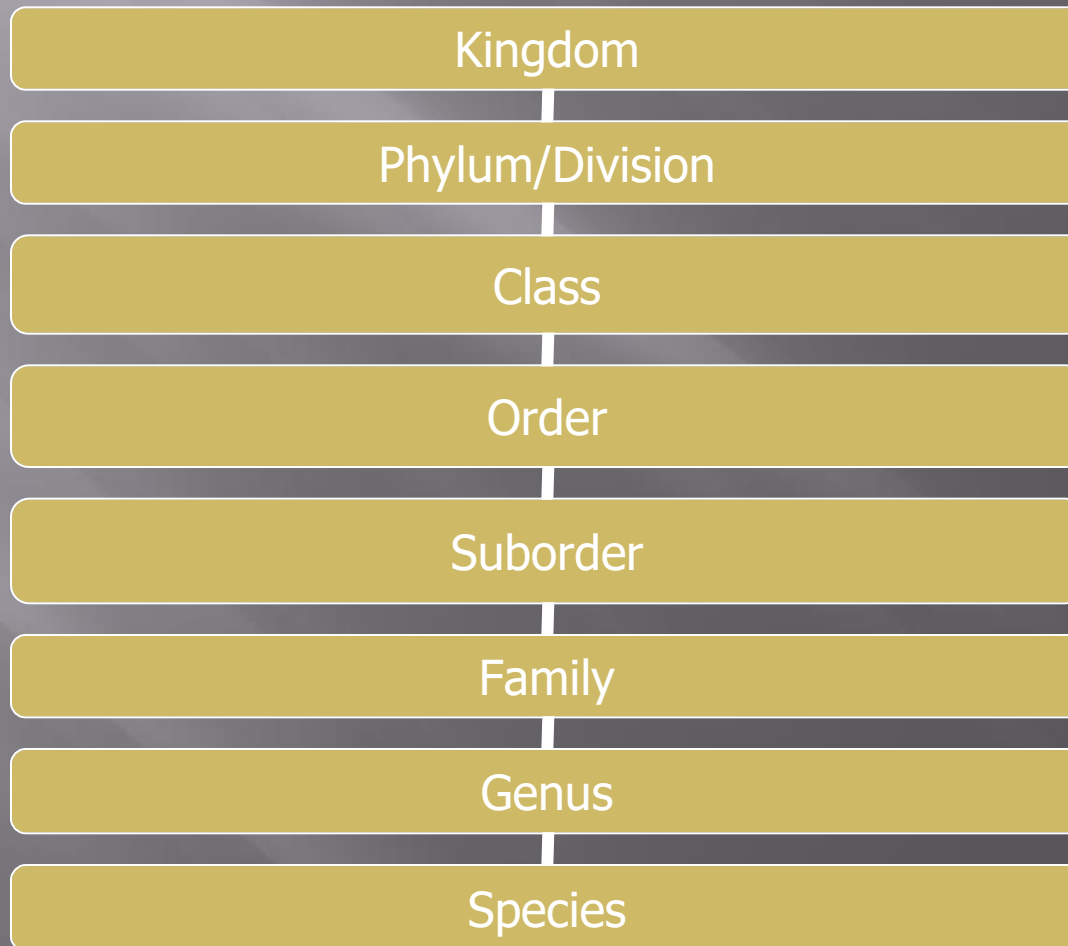 Kingdom
Phylum/Division
Class
Order
Suborder
Family
Genus
Species